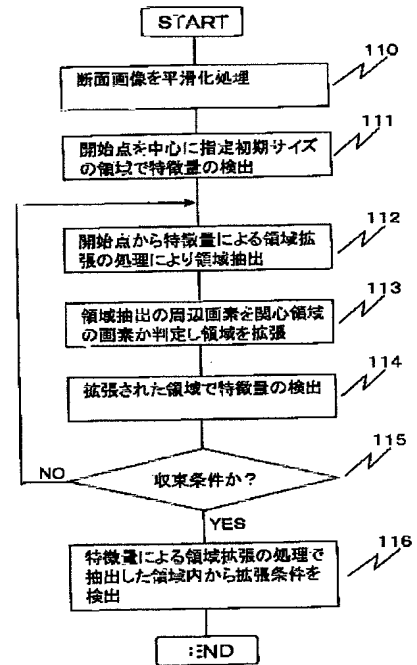 START
110
断面画像を平滑化処理
111
開始点を中心に指定初期サイズ
の領域で特徴量の検出
112
開始点から特徴量による領域拡
張の処理により領域抽出
113
領域抽出の周辺画素を関心領域
の画素か判定し領域を拡張
114
拡張された領域で特徴量の検出
115
収束条件か?
NO
YES
116
特徴量による領域拡張の処理で
抽出した領域内から拡張条件を
検出
END